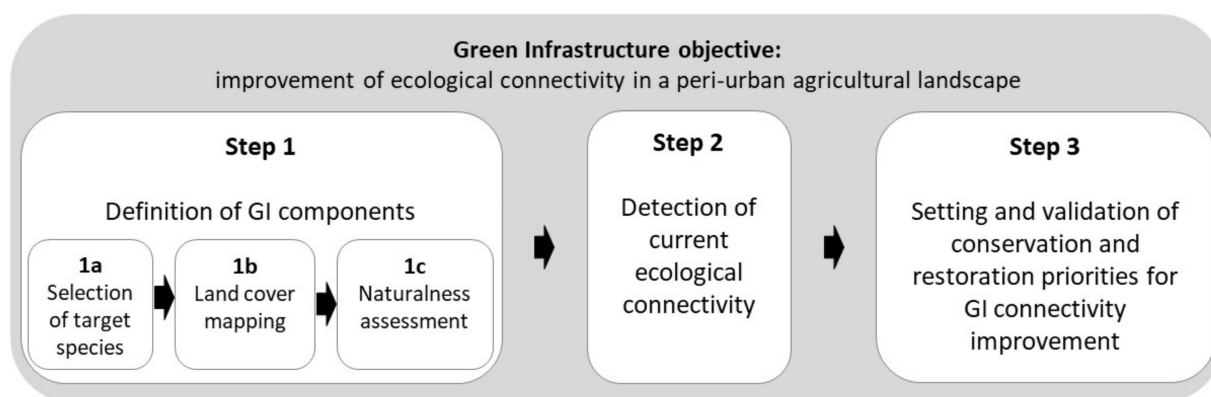 Green Infrastructure objective:
improvement of ecological connectivity in a peri-urban agricultural landscape
Step 1
Definition of GI components
1a
Selection
of target
species
1b
Land cover
mapping
1c
Naturalness
assessment
Step 2
Detection of
current
ecological
connectivity
Step 3
Setting and validation of
conservation and
restoration priorities for
GI connectivity
improvement